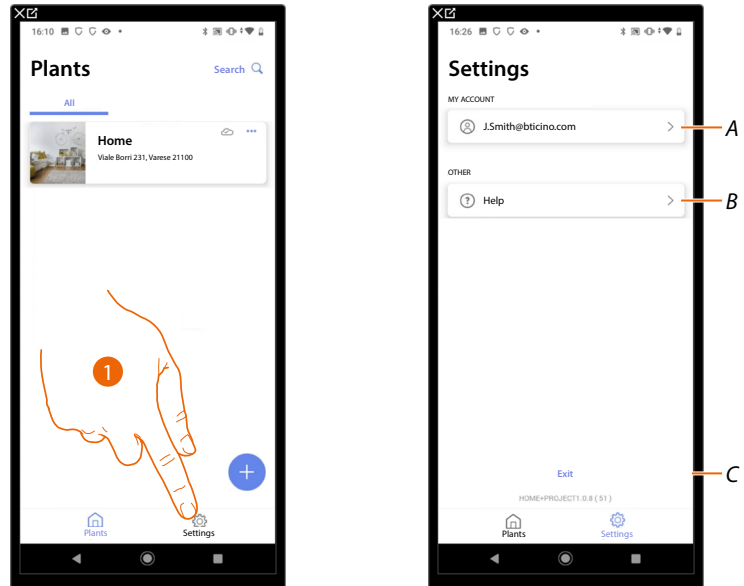 16:10
Plants
Search
All
Home
Viale Borri 231, Varese 21100
1
Plants
Settings
16:26
Settings
MY ACCOUNT
J.Smith@bticino.com
A
OTHER
? Help
B
Exit
C
HOME+PROJECT1.0.8 ( 51 )
Plants
Settings